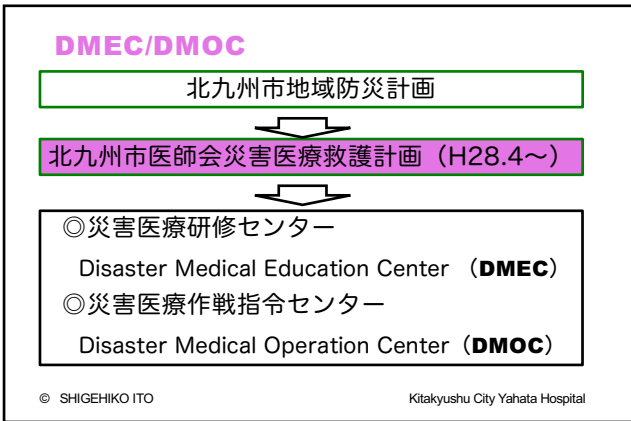 DMEC/DMOC
北九州市地域防災計画
北九州市医師会災害医療救護計画（H28.4～）
◎災害医療研修センター
Disaster Medical Education Center （DMEC）
◎災害医療作戦指令センター
Disaster Medical Operation Center（DMOC）
© SHIGEHIKO ITO
Kitakyushu City Yahata Hospital